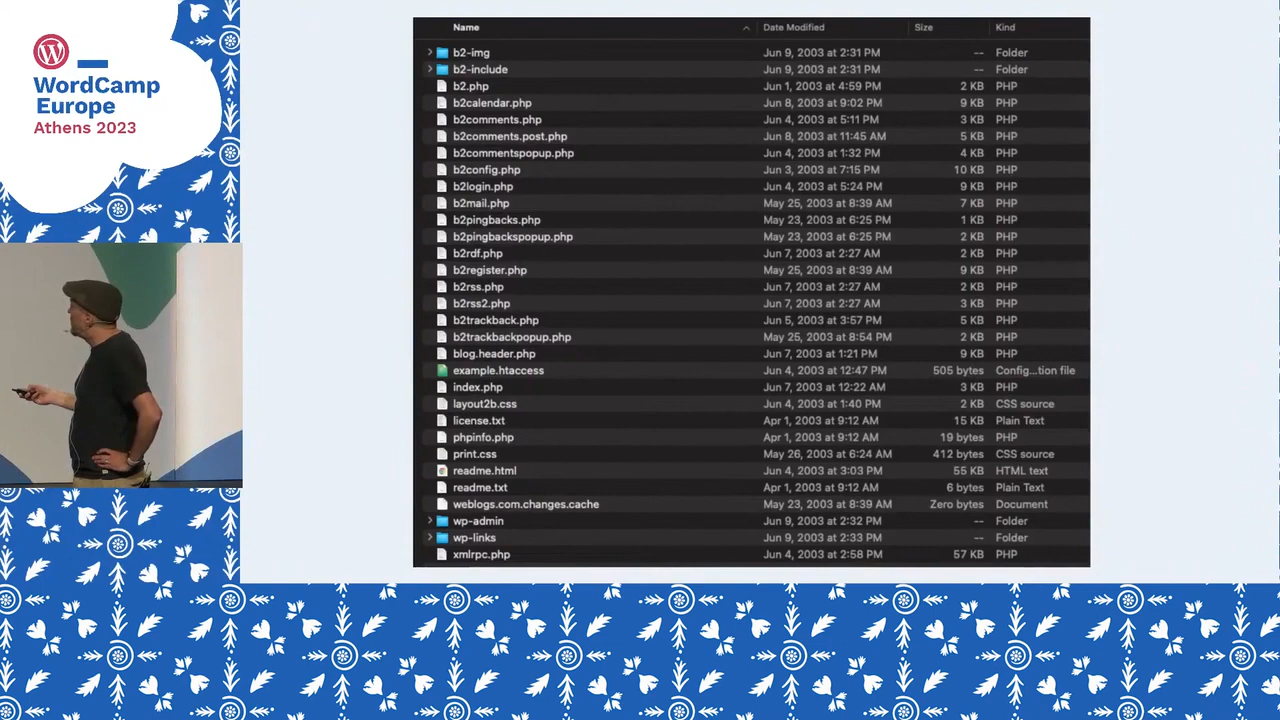 WordCamp
Europe
Athens 2023
Name Date Modified Size Kind
b2-img Jun 9, 2003 at 2:31 PM -- Folder
b2-include Jun 9, 2003 at 2:31 PM -- Folder
b2.php Jun 1, 2003 at 4:59 PM 2 KB PHP
b2calendar.php Jun 8, 2003 at 9:02 PM 9 KB PHP
b2comments.php Jun 4, 2003 at 5:11 PM 3 KB PHP
b2comments.post.php Jun 8, 2003 at 11:45 AM 5 KB PHP
b2commentspopup.php Jun 4, 2003 at 1:32 PM 4 KB PHP
b2config.php Jun 3, 2003 at 7:15 PM 10 KB PHP
b2login.php Jun 4, 2003 at 5:24 PM 9 KB PHP
b2mail.php May 25, 2003 at 8:39 AM 7 KB PHP
b2pingbacks.php May 23, 2003 at 6:25 PM 1 KB PHP
b2pingbackspopup.php May 23, 2003 at 6:25 PM 2 KB PHP
b2rdf.php Jun 7, 2003 at 2:27 AM 2 KB PHP
b2register.php May 25, 2003 at 8:39 AM 9 KB PHP
b2rss.php Jun 7, 2003 at 2:27 AM 2 KB PHP
b2rss2.php Jun 7, 2003 at 2:27 AM 3 KB PHP
b2trackback.php Jun 5, 2003 at 3:57 PM 5 KB PHP
b2trackbackpopup.php May 25, 2003 at 8:54 PM 2 KB PHP
blog.header.php Jun 7, 2003 at 1:21 PM 9 KB PHP
example.htaccess Jun 4, 2003 at 12:47 PM 505 bytes Config...tion file
index.php Jun 7, 2003 at 12:22 AM 3 KB PHP
layout2b.css Jun 4, 2003 at 1:40 PM 2 KB CSS source
license.txt Apr 1, 2003 at 9:12 AM 15 KB Plain Text
phpinfo.php Apr 1, 2003 at 9:12 AM 19 bytes PHP
print.css May 26, 2003 at 6:24 AM 412 bytes CSS source
readme.html Jun 4, 2003 at 3:03 PM 55 KB HTML text
readme.txt Apr 1, 2003 at 9:12 AM 6 bytes Plain Text
weblogs.com.changes.cache May 23, 2003 at 8:39 AM Zero bytes Document
wp-admin Jun 9, 2003 at 2:32 PM -- Folder
wp-links Jun 9, 2003 at 2:33 PM -- Folder
xmlrpc.php Jun 4, 2003 at 2:58 PM 57 KB PHP